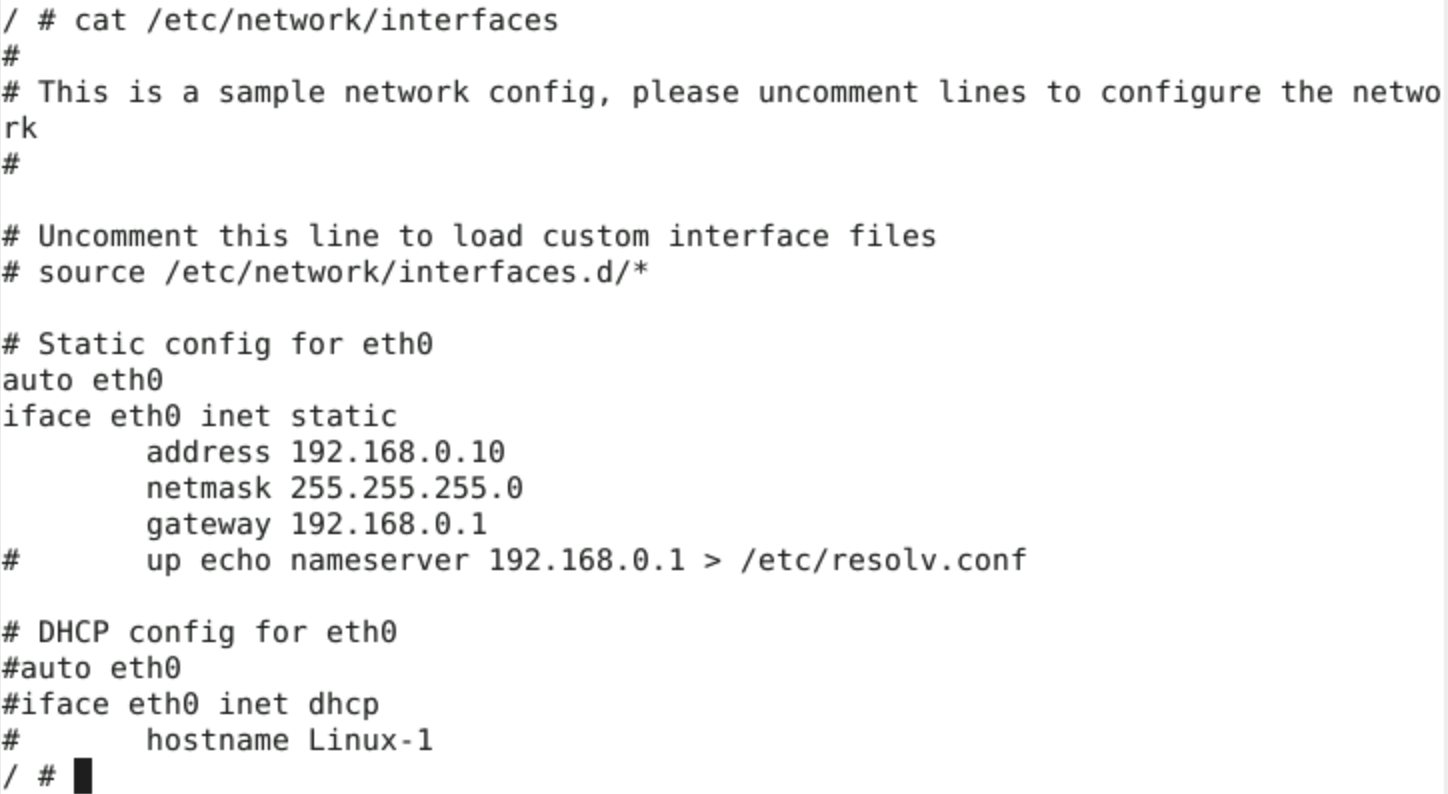 / # cat /etc/network/interfaces
#
# This is a sample network config, please uncomment lines to configure the netwo
rk
#

# Uncomment this line to load custom interface files
# source /etc/network/interfaces.d/*

# Static config for eth0
auto eth0
iface eth0 inet static
        address 192.168.0.10
        netmask 255.255.255.0
        gateway 192.168.0.1
#       up echo nameserver 192.168.0.1 > /etc/resolv.conf

# DHCP config for eth0
#auto eth0
#iface eth0 inet dhcp
#       hostname Linux-1
/ #